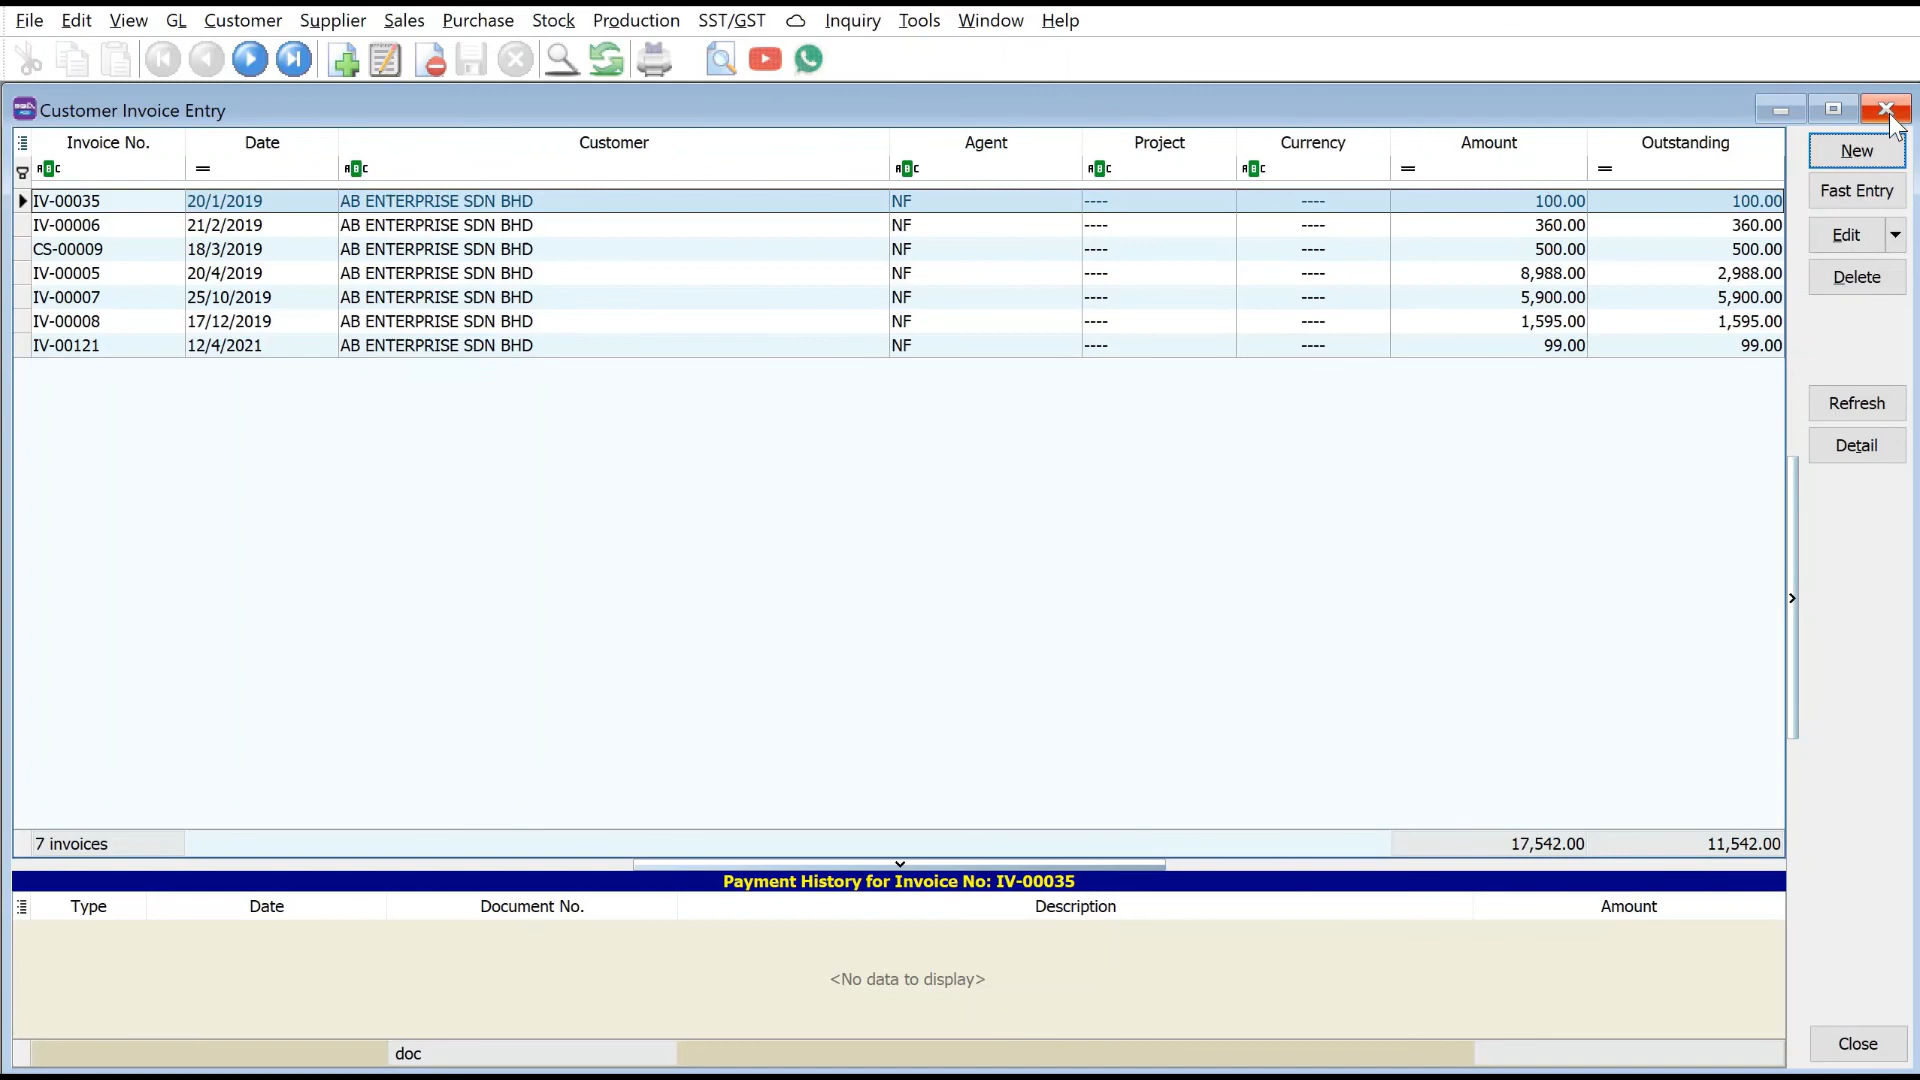 File Edit View GL Customer Supplier Sales Purchase Stock Production SST/GST Inquiry Tools Window Help
Customer Invoice Entry
Invoice No. Date Customer Agent Project Currency Amount Outstanding
ABC = ABC ABC ABC ABC = =
IV-00035 20/1/2019 AB ENTERPRISE SDN BHD NF ---- ---- 100.00 100.00
IV-00006 21/2/2019 AB ENTERPRISE SDN BHD NF ---- ---- 360.00 360.00
CS-00009 18/3/2019 AB ENTERPRISE SDN BHD NF ---- ---- 500.00 500.00
IV-00005 20/4/2019 AB ENTERPRISE SDN BHD NF ---- ---- 8,988.00 2,988.00
IV-00007 25/10/2019 AB ENTERPRISE SDN BHD NF ---- ---- 5,900.00 5,900.00
IV-00008 17/12/2019 AB ENTERPRISE SDN BHD NF ---- ---- 1,595.00 1,595.00
IV-00121 12/4/2021 AB ENTERPRISE SDN BHD NF ---- ---- 99.00 99.00
7 invoices 17,542.00 11,542.00
Payment History for Invoice No: IV-00035
Type Date Document No. Description Amount
<No data to display>
doc
New
Fast Entry
Edit
Delete
Refresh
Detail
Close